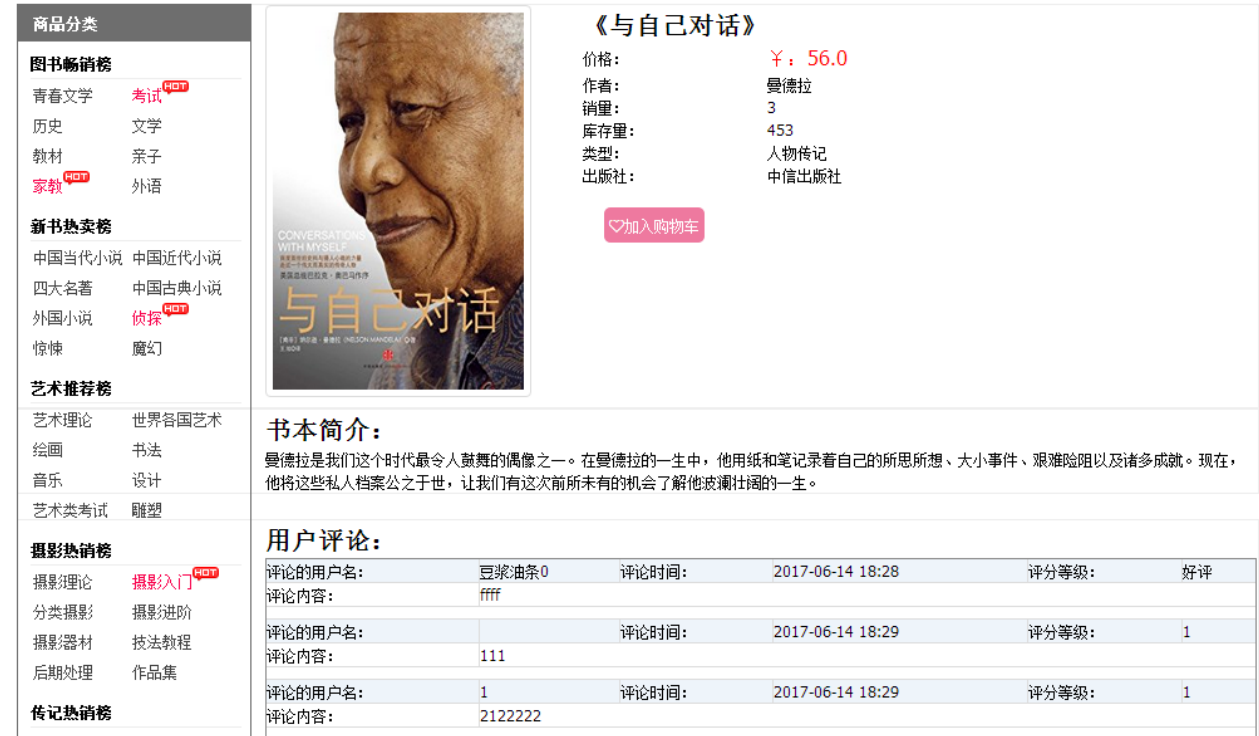 商品分类
图书畅销榜
青春文学 考试 HOT
历史 文学
教材 亲子
家教 HOT 外语
新书热卖榜
中国当代小说 中国近代小说
四大名著 中国古典小说
外国小说 侦探 HOT
惊悚 魔幻
艺术推荐榜
艺术理论 世界各国艺术
绘画 书法
音乐 设计
艺术类考试 雕塑
摄影热销榜
摄影理论 摄影入门 HOT
分类摄影 摄影进阶
摄影器材 技法教程
后期处理 作品集
传记热销榜
CONVERSATIONS
WITH MYSELF
美国总统巴拉克·奥巴马作序
与自己对话
《与自己对话》
价格： ￥：56.0
作者： 曼德拉
销量： 3
库存量： 453
类型： 人物传记
出版社： 中信出版社
加入购物车
书本简介：
曼德拉是我们这个时代最令人鼓舞的偶像之一。在曼德拉的一生中，他用纸和笔记录着自己的所思所想、大小事件、艰难险阻以及诸多成就。现在，
他将这些私人档案公之于世，让我们有这次前所未有的机会了解他波澜壮阔的一生。
用户评论：
评论的用户名： 豆浆油条0 评论时间： 2017-06-14 18:28 评分等级： 好评
评论内容： ffff
评论的用户名： 评论时间： 2017-06-14 18:29 评分等级： 1
评论内容： 111
评论的用户名： 1 评论时间： 2017-06-14 18:29 评分等级： 1
评论内容： 2122222